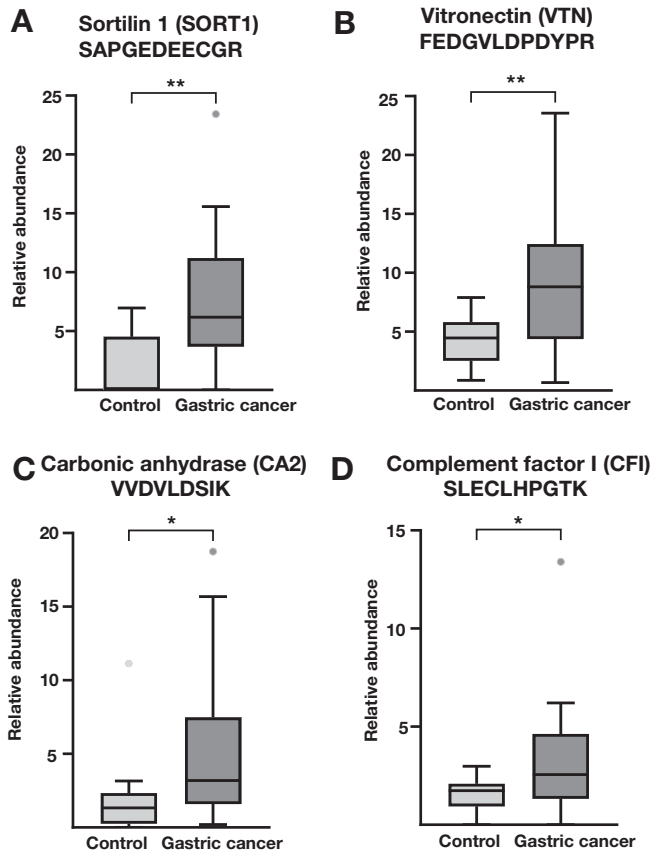 A
Sortilin 1 (SORT1)
SAPGEDEECGR
**
Relative abundance
25
20
15
10
5
Control
Gastric cancer
B
Vitronectin (VTN)
FEDGVLDPDYPR
**
Relative abundance
25
20
15
10
5
Control
Gastric cancer
C
Carbonic anhydrase (CA2)
VVDVLDSIK
*
Relative abundance
20
15
10
5
Control
Gastric cancer
D
Complement factor I (CFI)
SLECLHPGTK
*
Relative abundance
15
10
5
Control
Gastric cancer